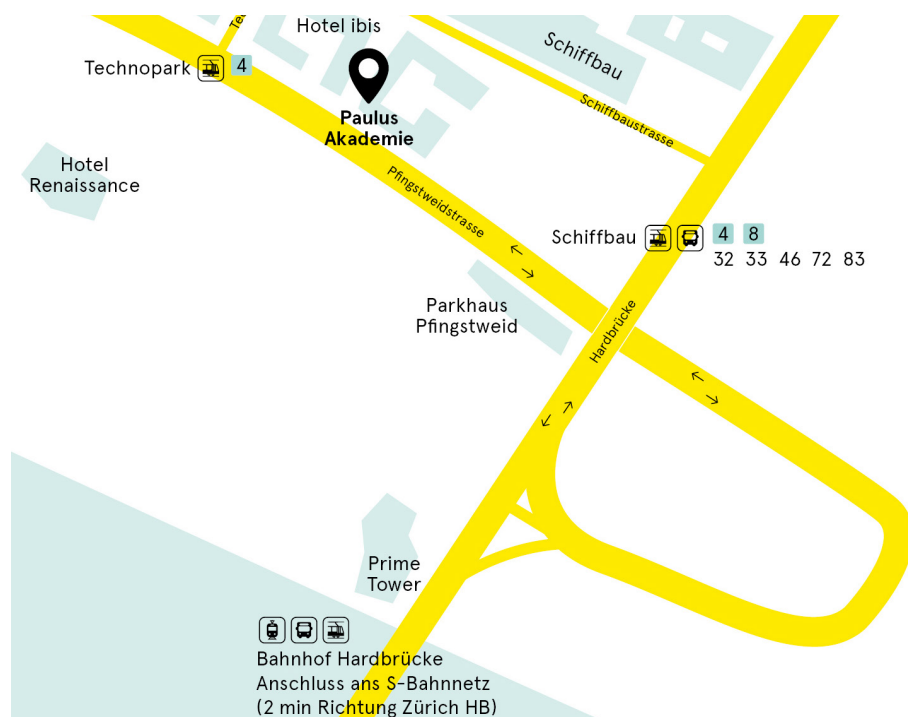 Hotel ibis
Technopark
4
Paulus
Akademie
Schiffbau
Schiffbaustrasse
Hotel
Renaissance
Pfingstweidstrasse
Schiffbau
4 8
32 33 46 72 83
Parkhaus
Pfingstweid
Hardbrücke
Prime
Tower
Bahnhof Hardbrücke
Anschluss ans S-Bahnnetz
(2 min Richtung Zürich HB)